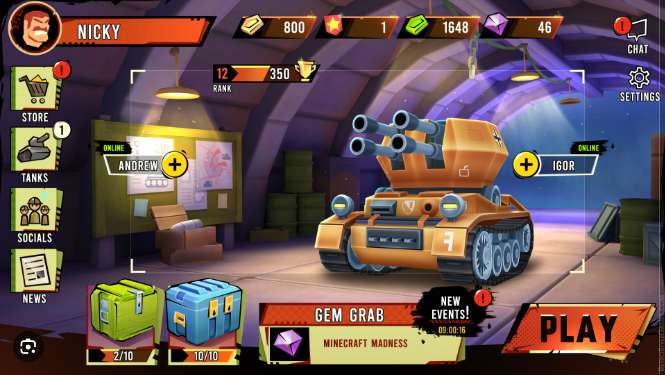 NICKY
800
1
1648
46
!
CHAT
SETTINGS
12
350
RANK
!
STORE
1
TANKS
SOCIALS
NEWS
ONLINE
ANDREW +
ONLINE
+ IGOR
2/10
10/10
GEM GRAB
MINECRAFT MADNESS
NEW
EVENTS!
!
09:00:16
PLAY